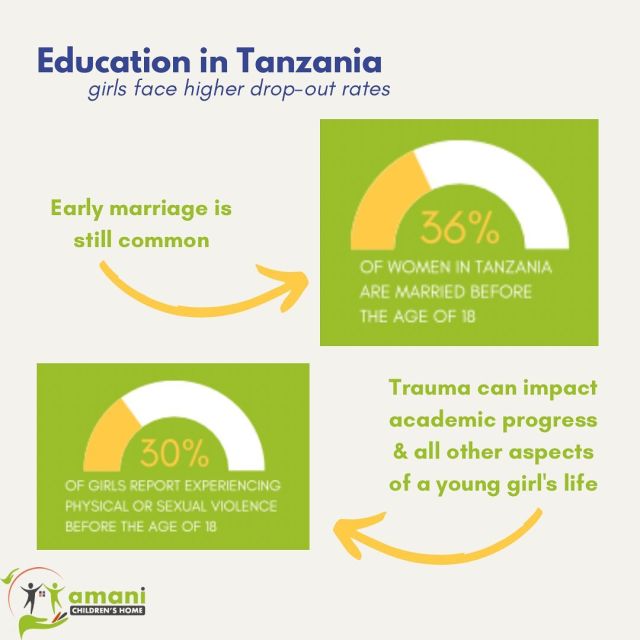 Education in Tanzania
girls face higher drop-out rates
Early marriage is
still common
36%
OF WOMEN IN TANZANIA
ARE MARRIED BEFORE
THE AGE OF 18
30%
OF GIRLS REPORT EXPERIENCING
PHYSICAL OR SEXUAL VIOLENCE
BEFORE THE AGE OF 18
Trauma can impact
academic progress
& all other aspects
of a young girl's life
amani
CHILDREN'S HOME